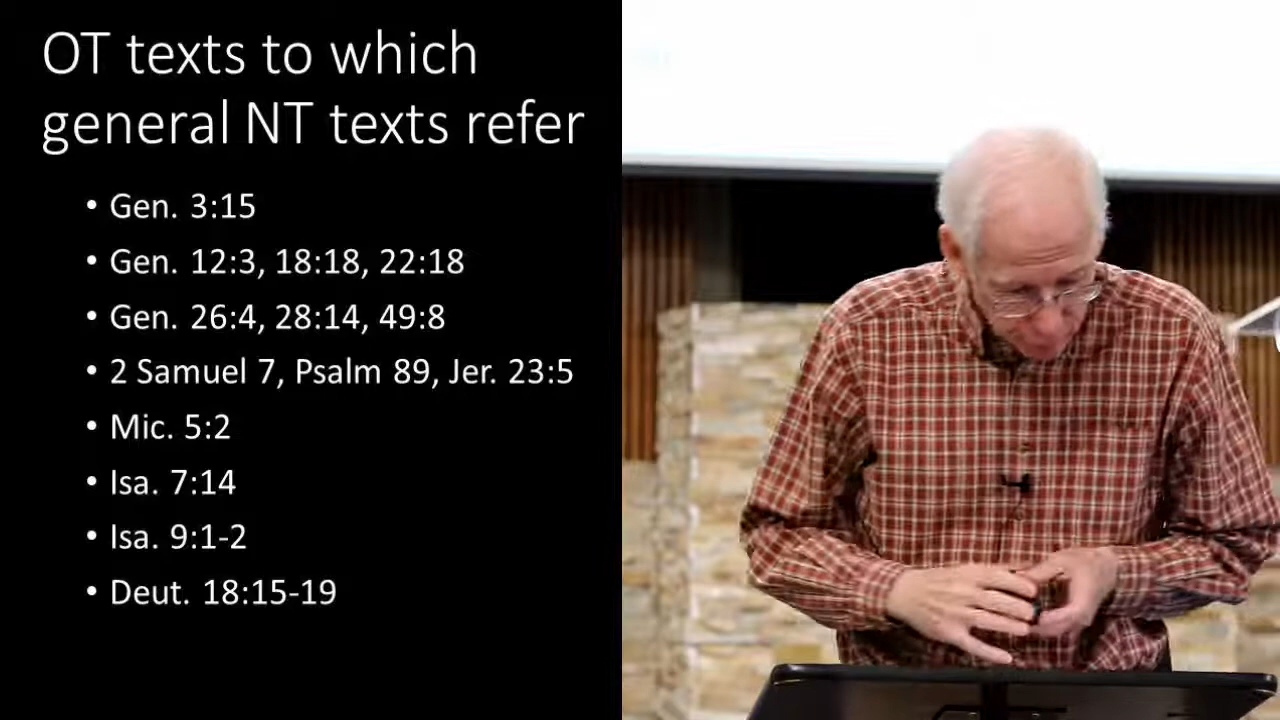 OT texts to which
general NT texts refer
• Gen. 3:15
• Gen. 12:3, 18:18, 22:18
• Gen. 26:4, 28:14, 49:8
• 2 Samuel 7, Psalm 89, Jer. 23:5
• Mic. 5:2
• Isa. 7:14
• Isa. 9:1-2
• Deut. 18:15-19